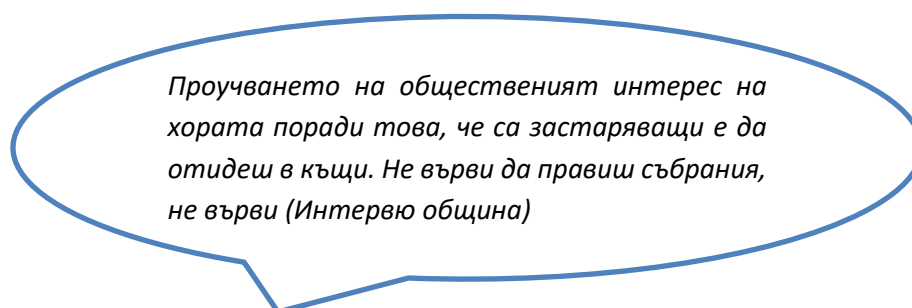 Проучването на общественият интерес на
хората поради това, че са застаряващи е да
отидеш в къщи. Не върви да правиш събрания,
не върви (Интервю община)